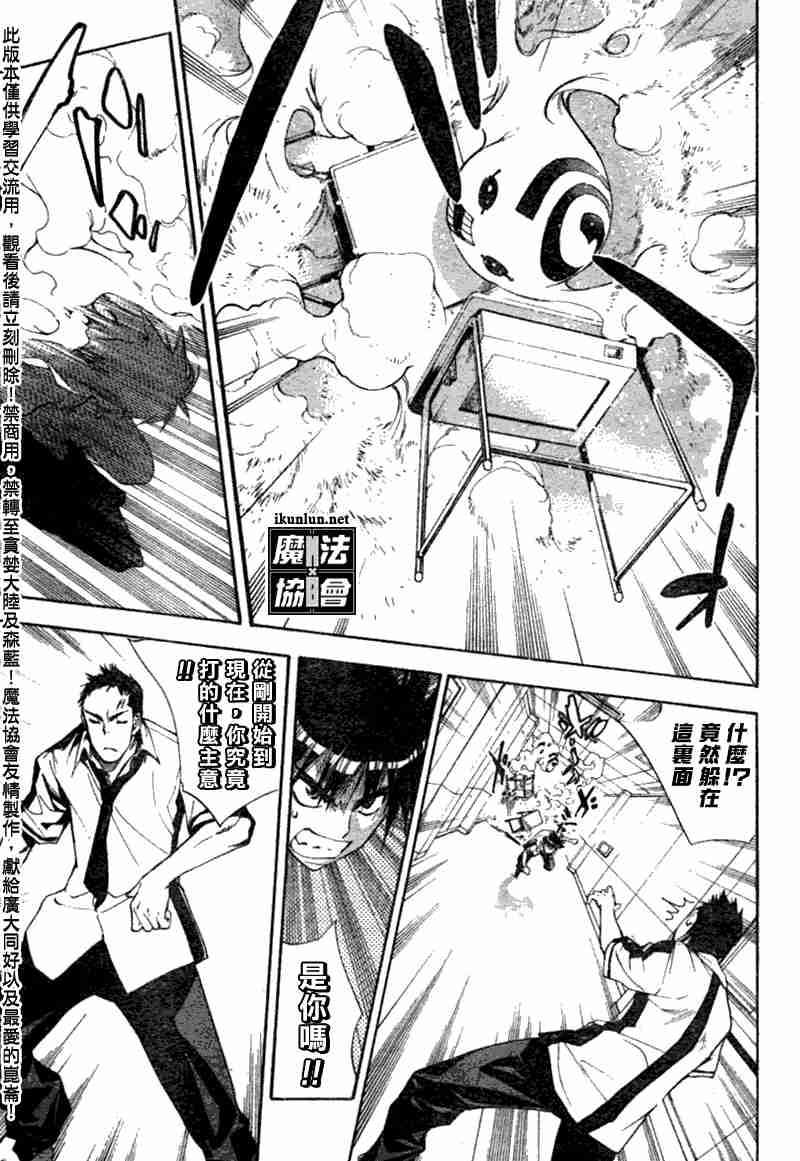 此版本僅供學習交流用，觀看後請立刻刪除！禁商用，禁轉至貪婪大陸及森藍！魔法協會友情製作，獻給廣大同好以及最愛的崑崙！
ikunlun.net
魔法
協會
什麼!?
竟然躲在
這裏面
是你嗎!!
從剛開始到
現在，你究竟
打的什麼主意
!!